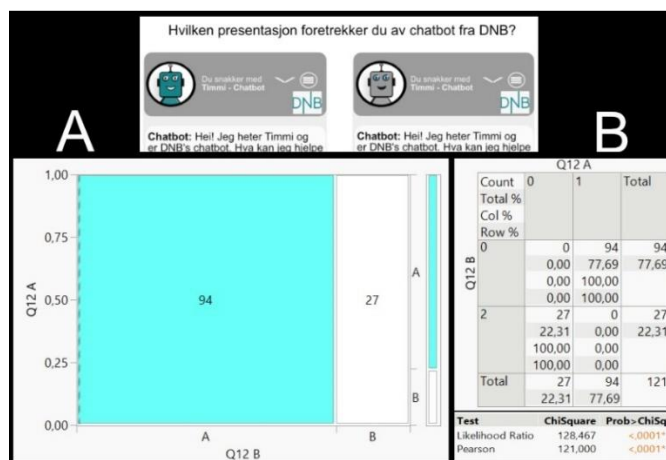 Hvilken presentasjon foretrekker du av chatbot fra DNB?
Du snakker med
Timmi - Chatbot
DNB
Du snakker med
Timmi - Chatbot
DNB
A
B
Chatbot: Hei! Jeg heter Timmi og
er DNB's chatbot. Hva kan jeg hjelpe
Chatbot: Hei! Jeg heter Timmi og
er DNB's chatbot. Hva kan jeg hjelpe
1,00
0,75
0,50
0,25
0,00
Q12 A
94
27
A
B
A
B
Q12 B
Q12 A
Q12 B
Count 0 1 Total
Total %
Col %
Row %
0 0 94 94
0,00 77,69 77,69
0,00 100,00
0,00 100,00
2 27 0 27
22,31 0,00 22,31
100,00 0,00
100,00 0,00
Total 27 94 121
22,31 77,69
Test ChiSquare Prob>ChiSq
Likelihood Ratio 128,467 <,0001*
Pearson 121,000 <,0001*